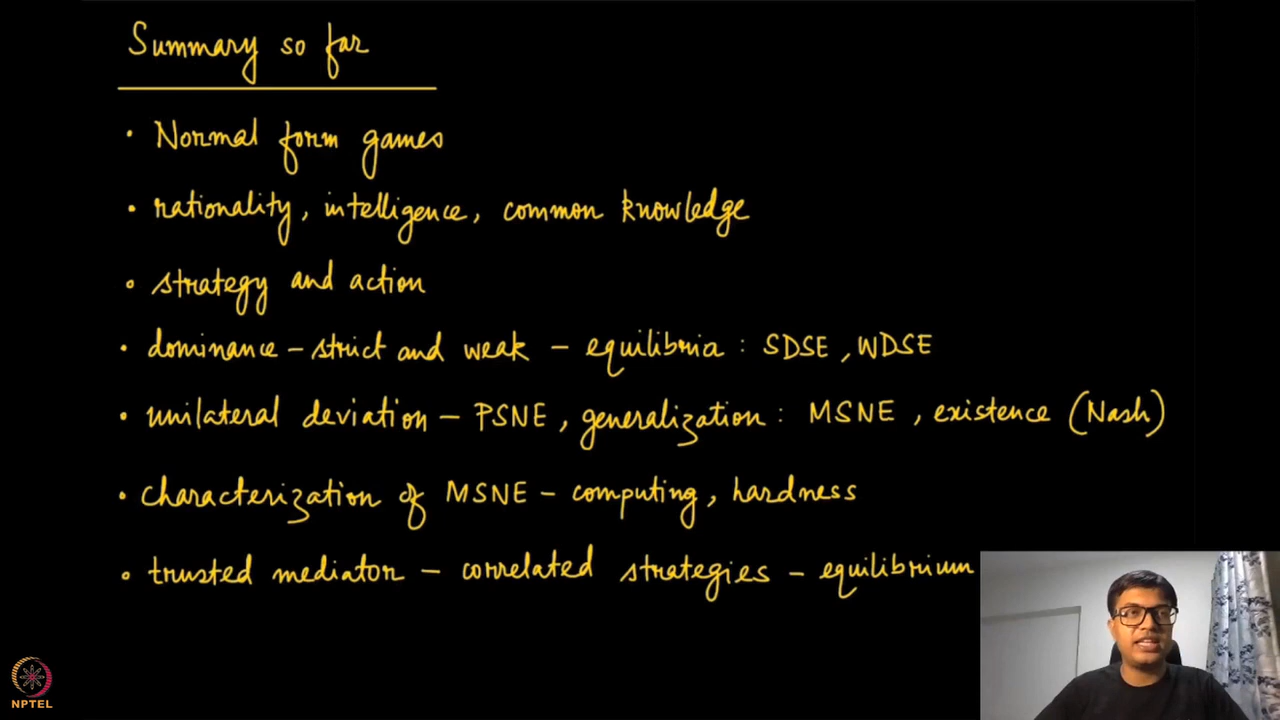 Summary so far
• Normal form games
• rationality, intelligence, common knowledge
• strategy and action
• dominance - strict and weak - equilibria : SDSE, WDSE
• unilateral deviation - PSNE, generalization : MSNE, existence (Nash)
• characterization of MSNE - computing, hardness
• trusted mediator - correlated strategies - equilibrium
NPTEL